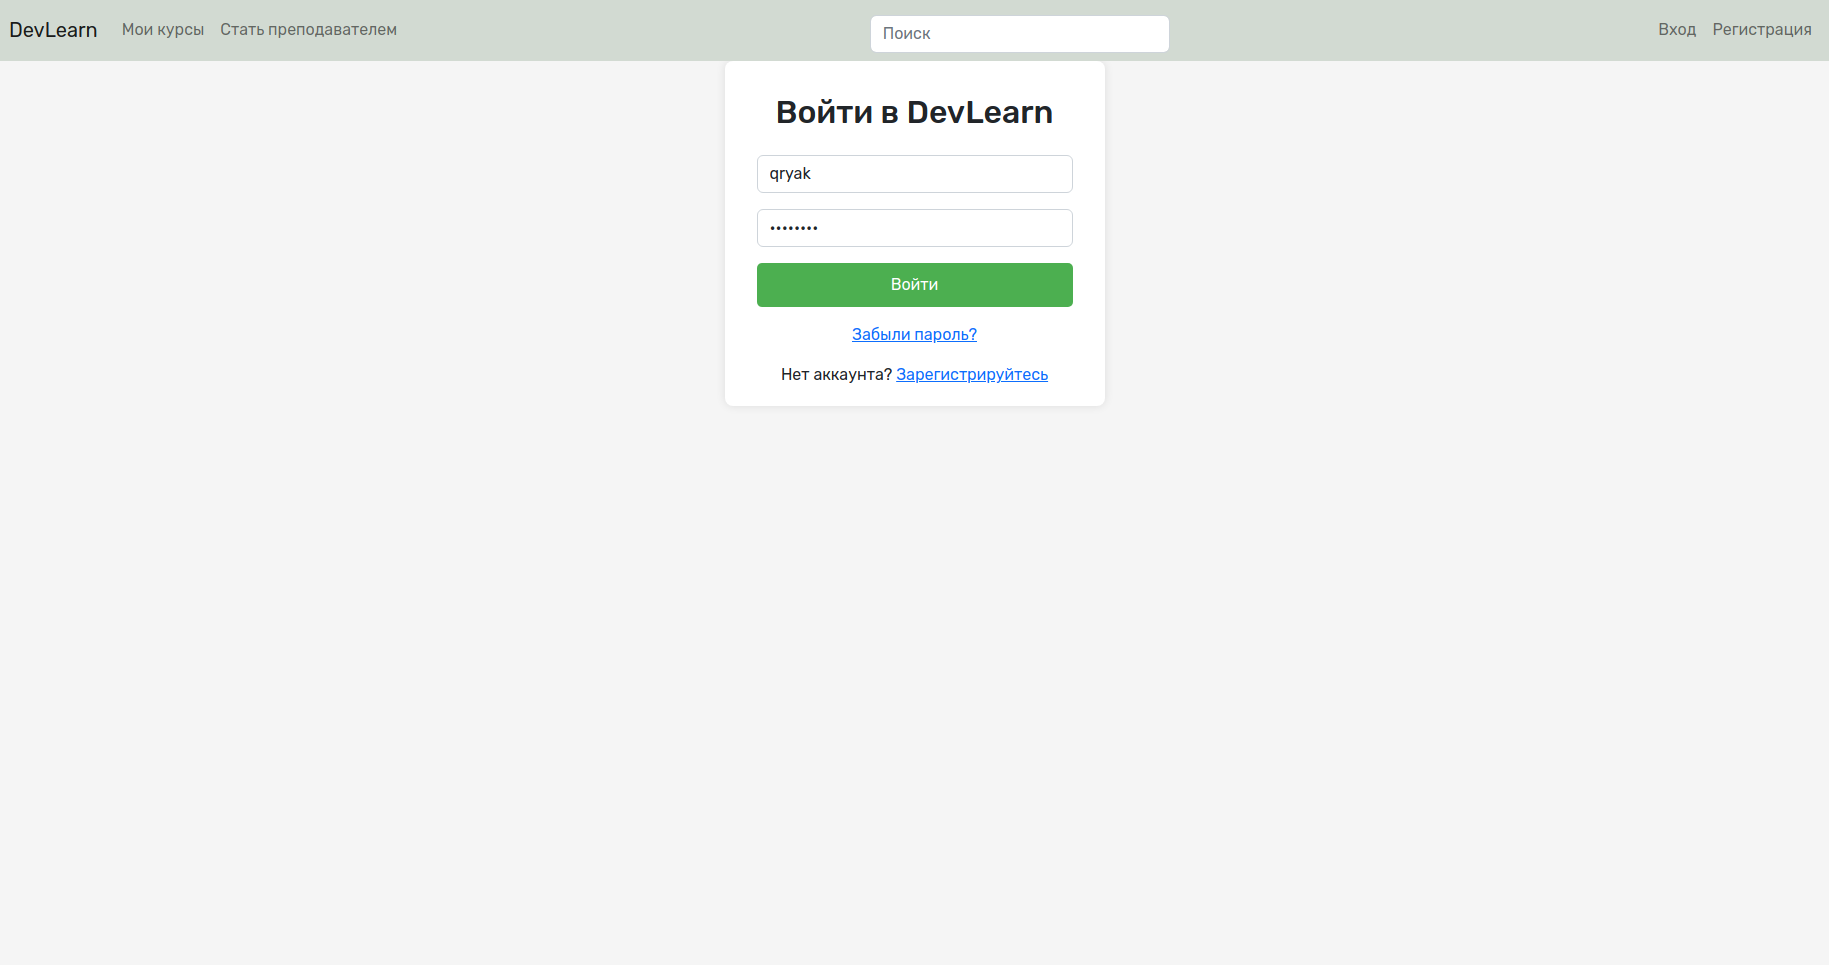 DevLearn Мои курсы Стать преподавателем Поиск Вход Регистрация
Войти в DevLearn
qryak
••••••••
Войти
Забыли пароль?
Нет аккаунта? Зарегистрируйтесь